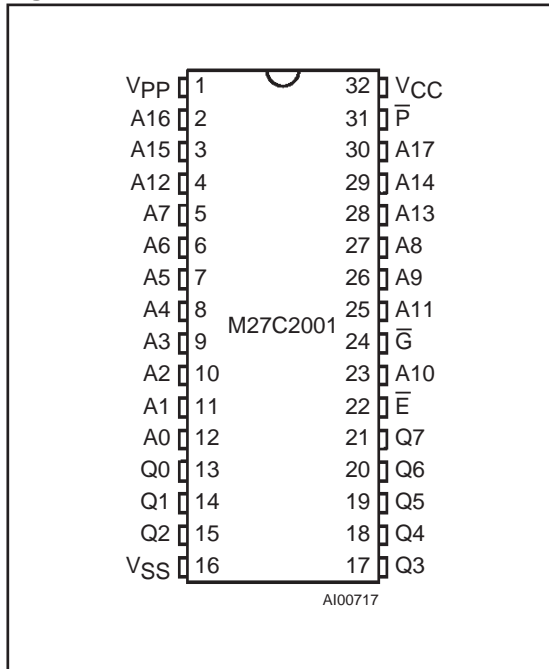 VPP 1 32 VCC
A16 2 31 P̅
A15 3 30 A17
A12 4 29 A14
A7 5 28 A13
A6 6 27 A8
A5 7 26 A9
A4 8 25 A11
M27C2001
A3 9 24 G̅
A2 10 23 A10
A1 11 22 E̅
A0 12 21 Q7
Q0 13 20 Q6
Q1 14 19 Q5
Q2 15 18 Q4
VSS 16 17 Q3
AI00717